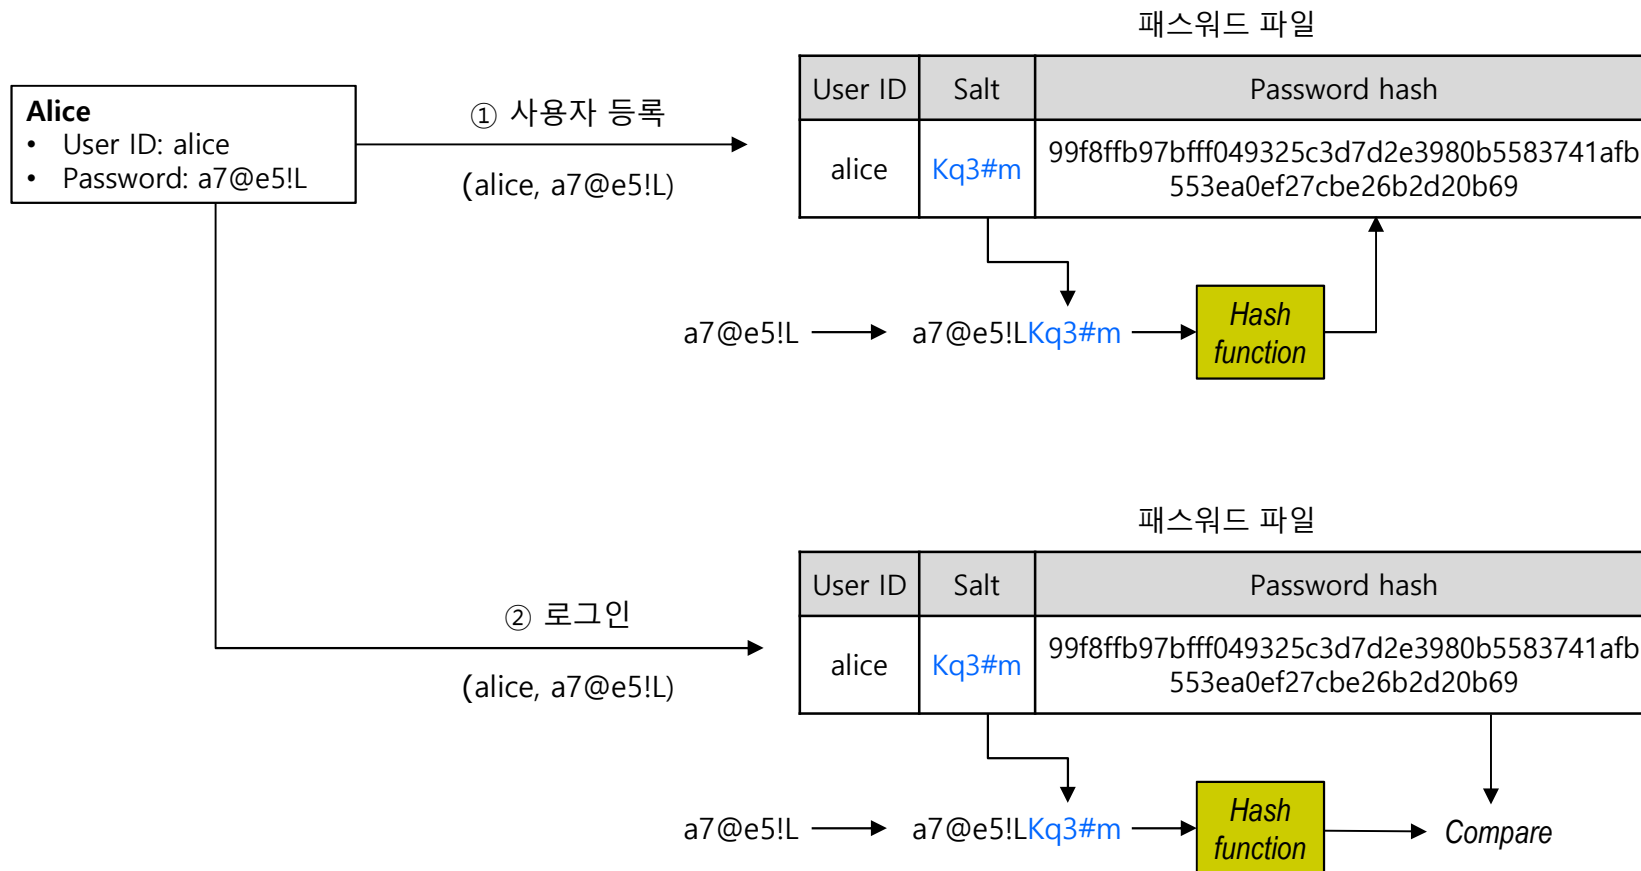 패스워드 파일
User ID Salt Password hash
Alice
• User ID: alice
• Password: a7@e5!L
① 사용자 등록
(alice, a7@e5!L)
alice Kq3#m 99f8ffb97bfff049325c3d7d2e3980b5583741afb
553ea0ef27cbe26b2d20b69
a7@e5!L a7@e5!LKq3#m Hash
function
패스워드 파일
User ID Salt Password hash
② 로그인
(alice, a7@e5!L)
alice Kq3#m 99f8ffb97bfff049325c3d7d2e3980b5583741afb
553ea0ef27cbe26b2d20b69
a7@e5!L a7@e5!LKq3#m Hash
function
Compare